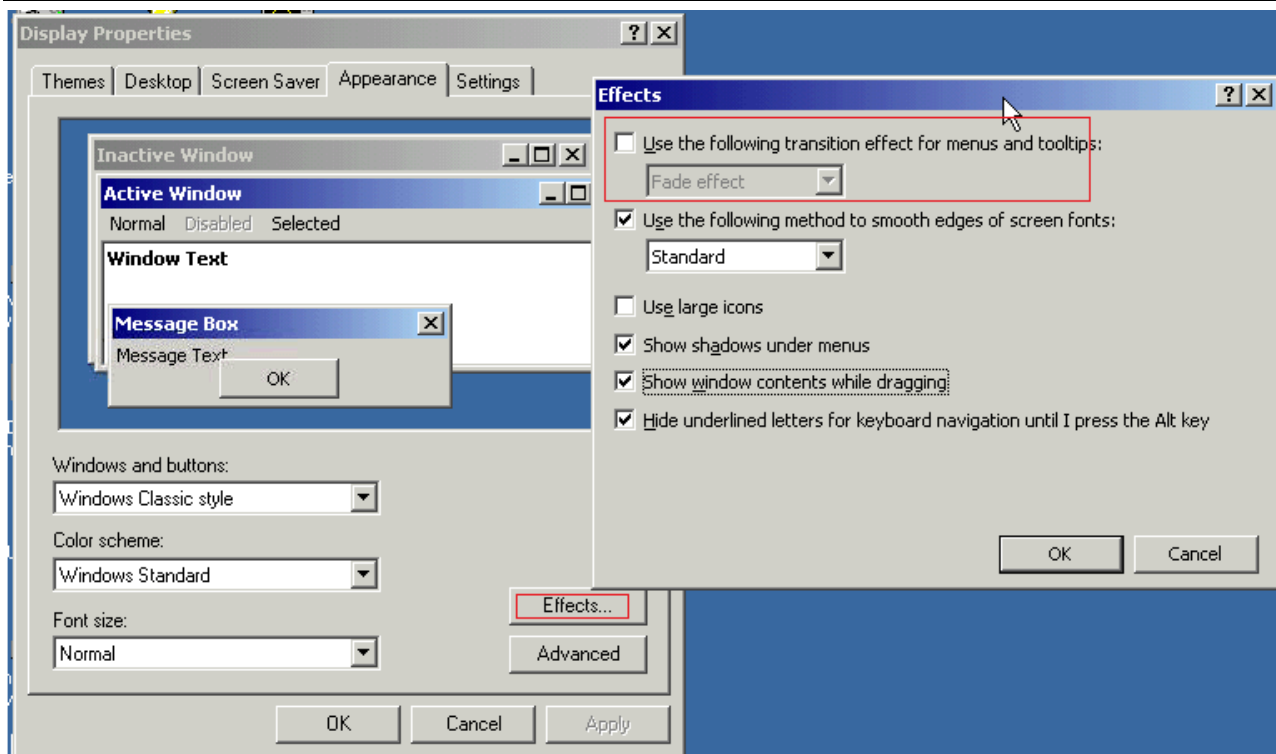 Display Properties
Themes Desktop Screen Saver Appearance Settings
Inactive Window
Active Window
Normal Disabled Selected
Window Text
Message Box
Message Text
OK
Windows and buttons:
Windows Classic style
Color scheme:
Windows Standard
Effects...
Font size:
Normal
Advanced
OK Cancel Apply
Effects
Use the following transition effect for menus and tooltips:
Fade effect
Use the following method to smooth edges of screen fonts:
Standard
Use large icons
Show shadows under menus
Show window contents while dragging
Hide underlined letters for keyboard navigation until I press the Alt key
OK Cancel